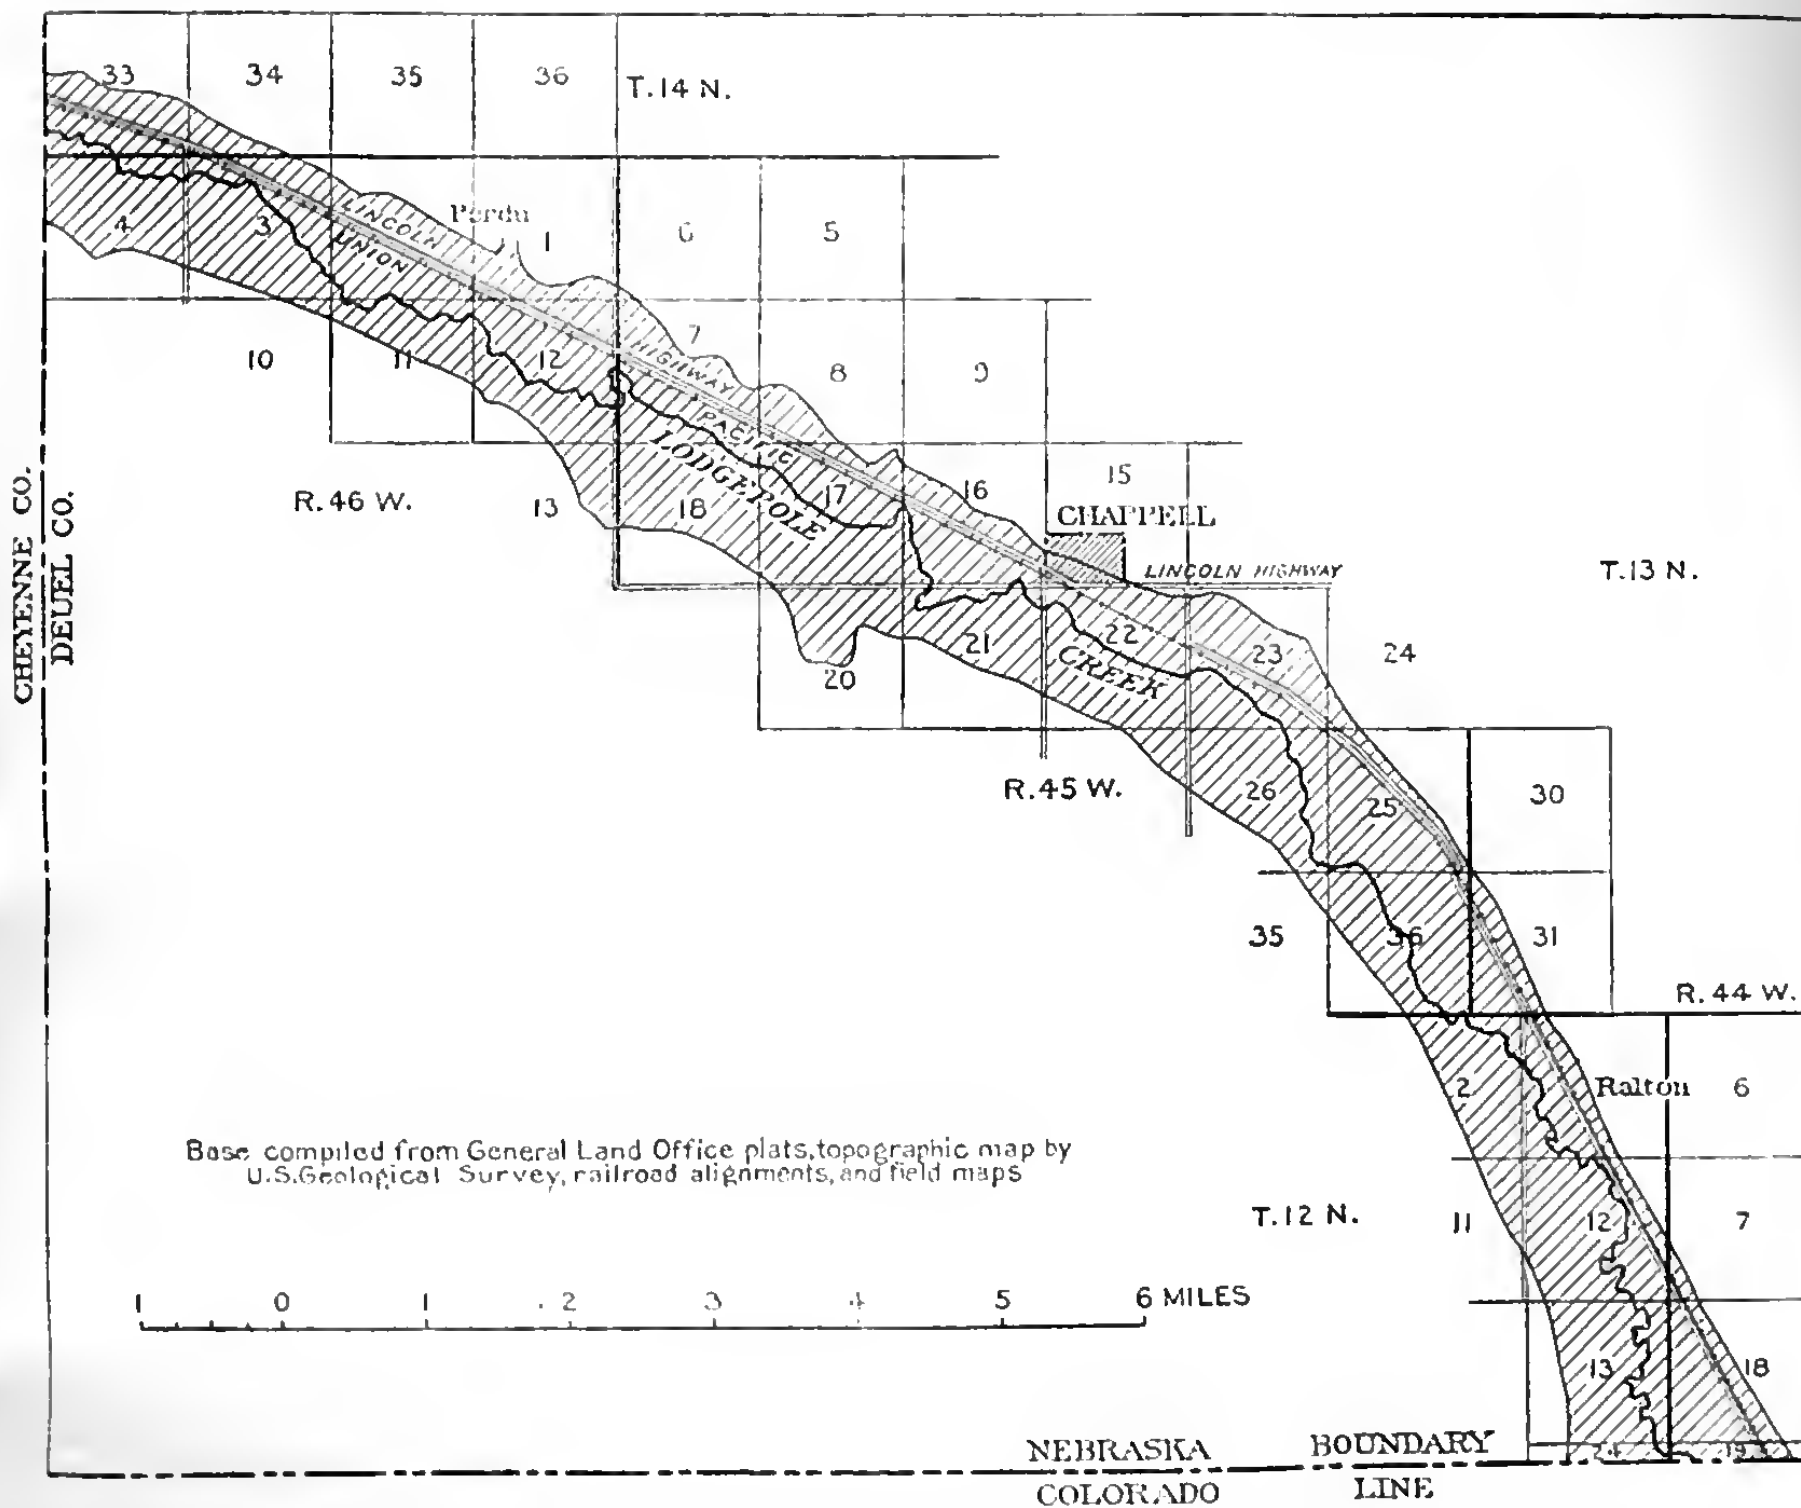 33 34 35 36 T.14 N.
4 3 LINCOLN Perdu 1 6 5
UNION
10 11 12 7 HIGHWAY 8 9
PACIFIC
LODGEPOLE
R.46 W. 13 18 17 16 15
CHAPPELL
LINCOLN HIGHWAY T.13 N.
CHEYENNE CO.
DEUEL CO.
20 21 22 23 24
CREEK
R.45 W. 26 25 30
35 36 31
R.44 W.
2 Ralton 6
Base compiled from General Land Office plats, topographic map by
U.S. Geological Survey, railroad alignments, and field maps
T.12 N. 11 12 7
1 0 1 2 3 4 5 6 MILES
13 18
24 19
NEBRASKA BOUNDARY
COLORADO LINE